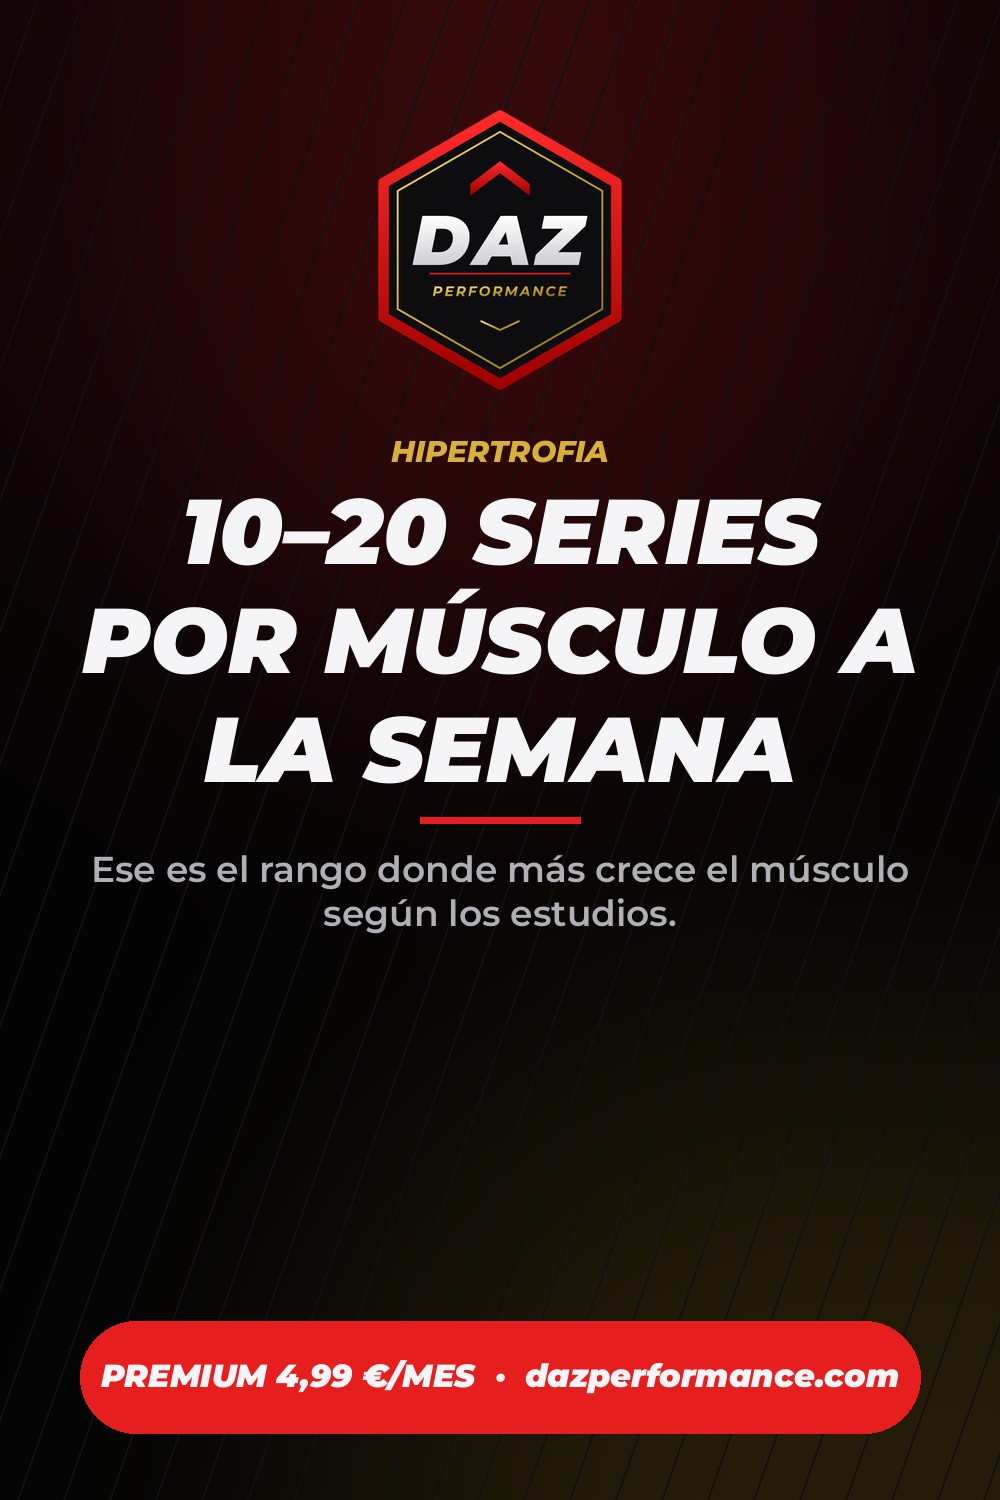 DAZ
PERFORMANCE
HIPERTROFIA
10–20 SERIES
POR MÚSCULO A
LA SEMANA
Ese es el rango donde más crece el músculo
según los estudios.
PREMIUM 4,99 €/MES • dazperformance.com